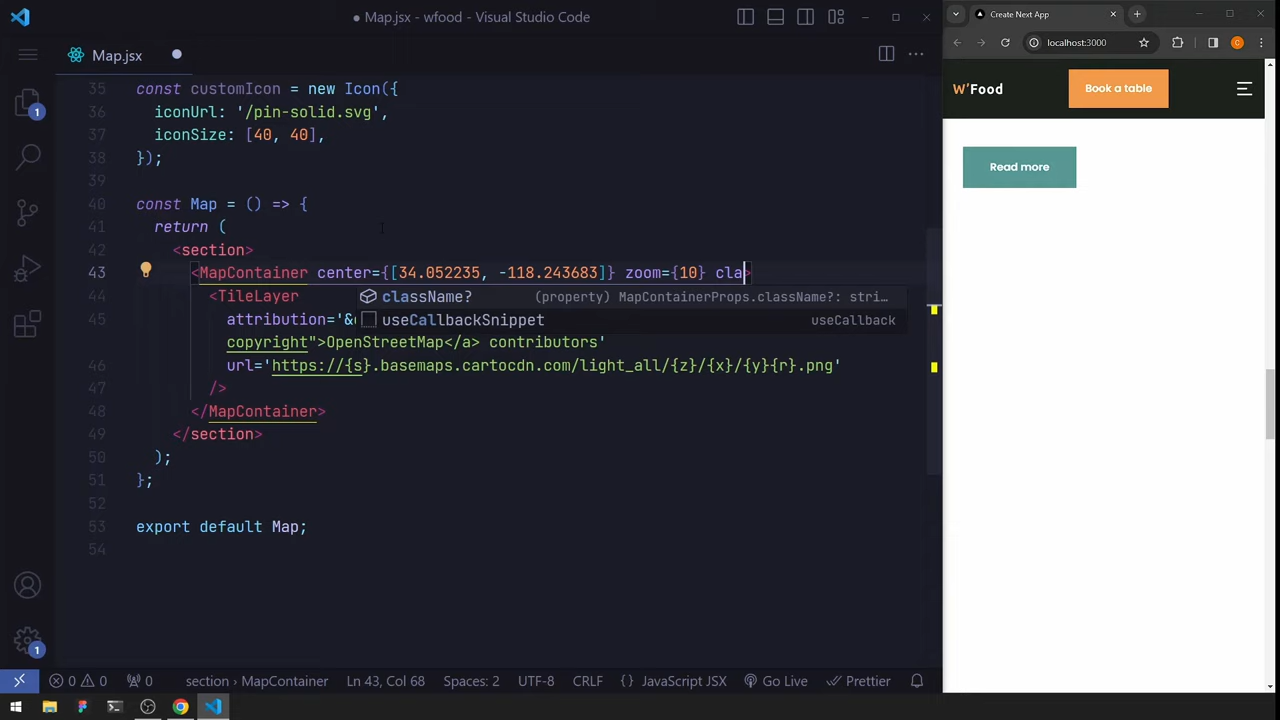 Map.jsx - wfood - Visual Studio Code
Create Next App
Map.jsx
localhost:3000
35 const customIcon = new Icon({
36 iconUrl: '/pin-solid.svg',
37 iconSize: [40, 40],
38 });
39
40 const Map = () => {
41 return (
42 <section>
43 <MapContainer center={[34.052235, -118.243683]} zoom={10} cla>
className? (property) MapContainerProps.className?: stri…
useCallbackSnippet useCallback
44 <TileLayer
45 attribution='&c
copyright">OpenStreetMap</a> contributors'
46 url='https://{s}.basemaps.cartocdn.com/light_all/{z}/{x}/{y}{r}.png'
47 />
48 </MapContainer>
49 </section>
50 );
51 };
52
53 export default Map;
54
W'Food
Book a table
Read more
1
1
0 0 0 section › MapContainer Ln 43, Col 68 Spaces: 2 UTF-8 CRLF {} JavaScript JSX Go Live Prettier
C